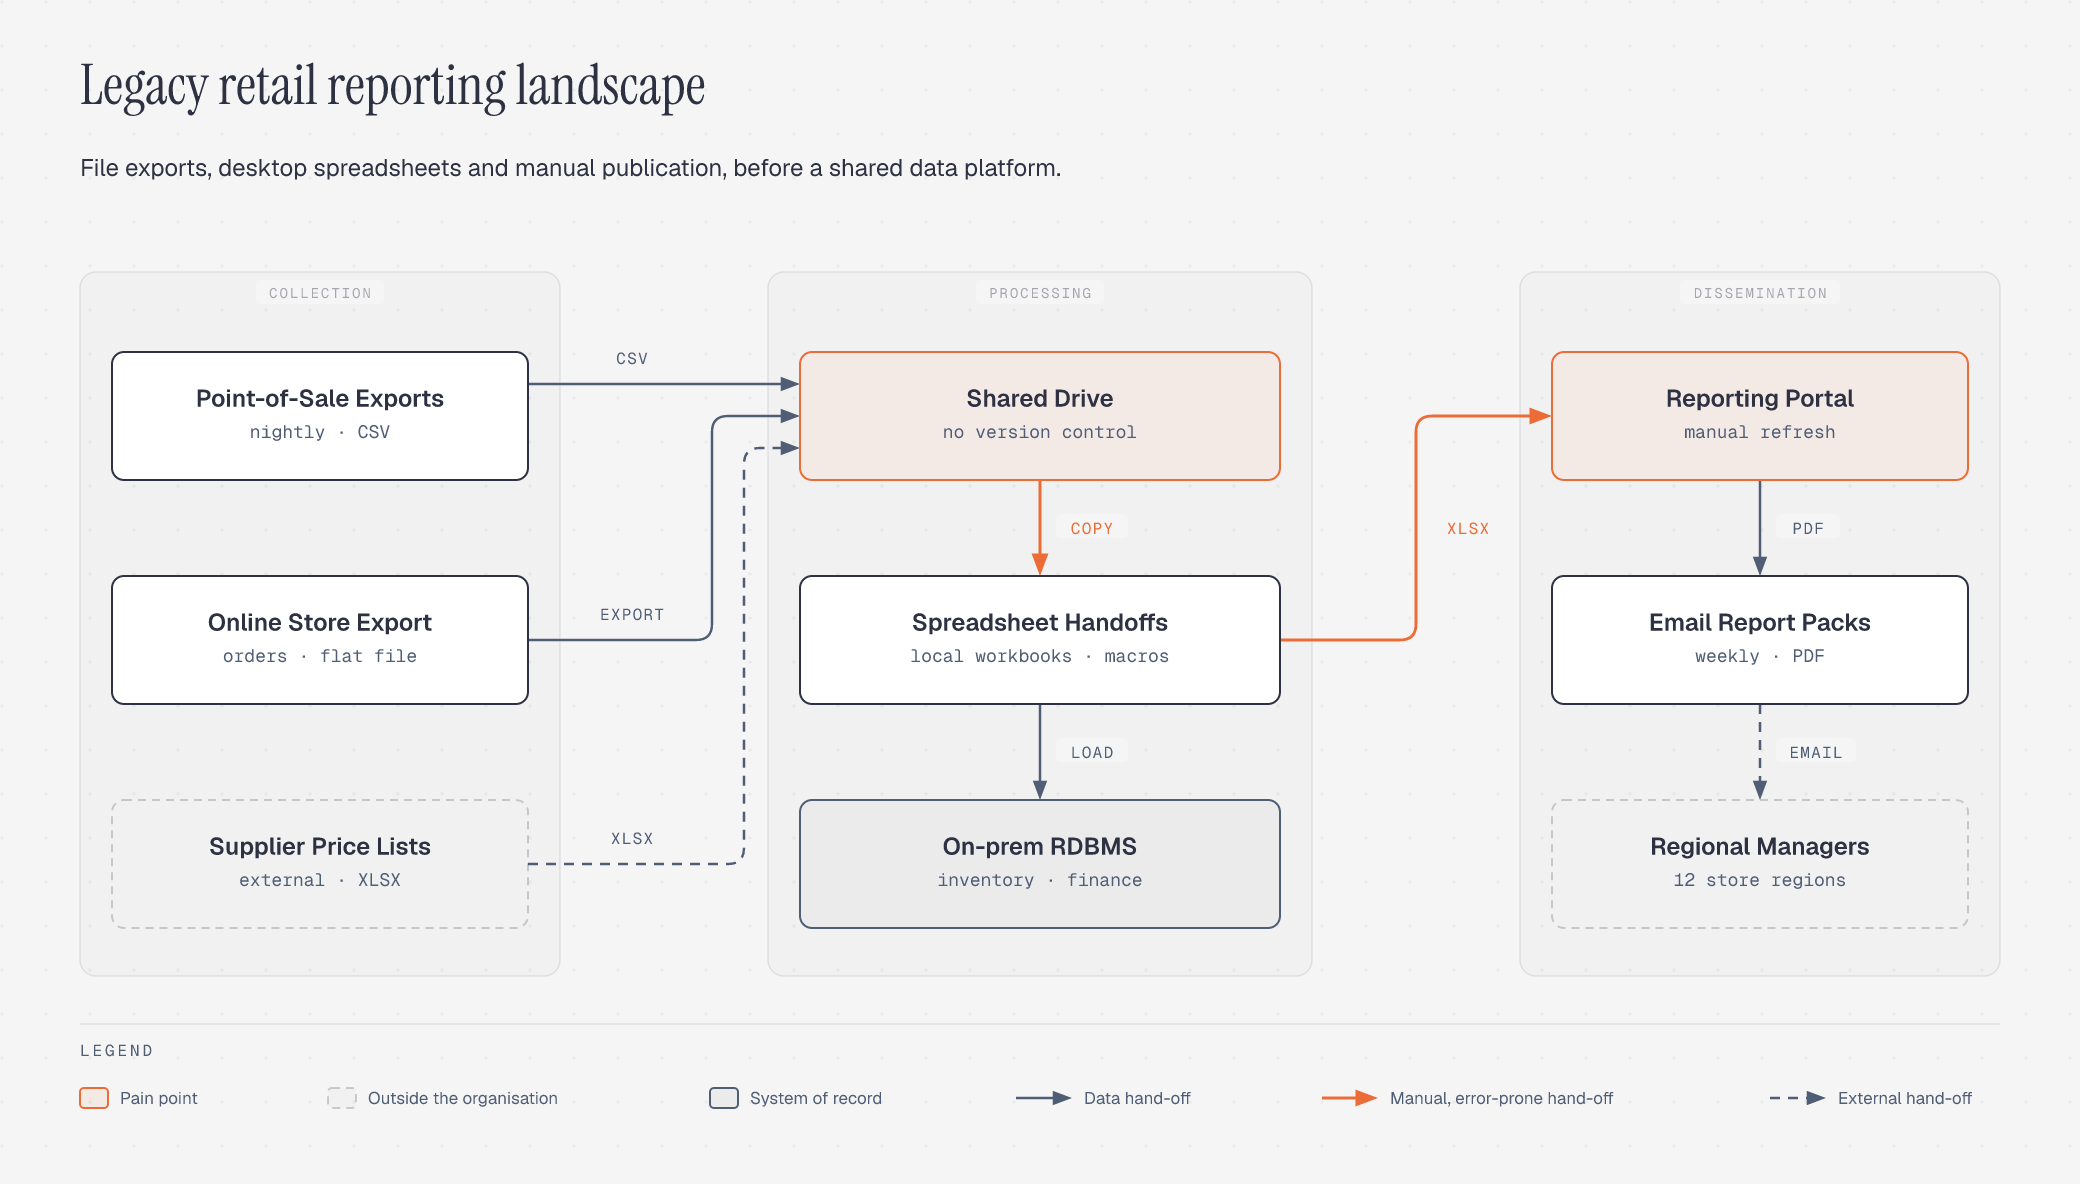 Legacy retail reporting landscape
File exports, desktop spreadsheets and manual publication, before a shared data platform.
COLLECTION
Point-of-Sale Exports
nightly · CSV
Online Store Export
orders · flat file
Supplier Price Lists
external · XLSX
CSV
EXPORT
XLSX
PROCESSING
Shared Drive
no version control
COPY
Spreadsheet Handoffs
local workbooks · macros
LOAD
On-prem RDBMS
inventory · finance
XLSX
DISSEMINATION
Reporting Portal
manual refresh
PDF
Email Report Packs
weekly · PDF
EMAIL
Regional Managers
12 store regions
LEGEND
Pain point
Outside the organisation
System of record
Data hand-off
Manual, error-prone hand-off
External hand-off